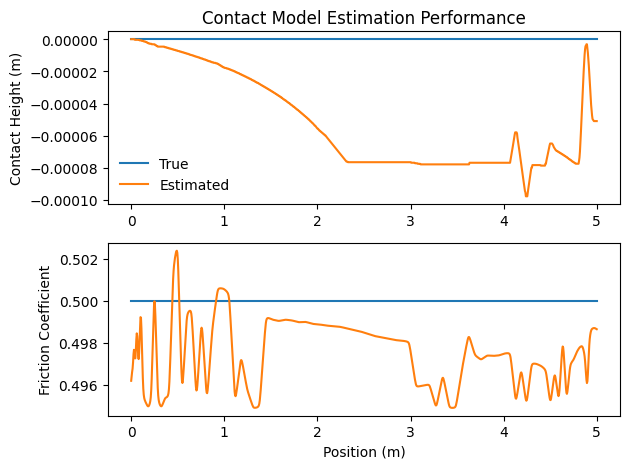 Contact Model Estimation Performance
Contact Height (m)
0.00000
−0.00002
−0.00004
−0.00006
−0.00008
−0.00010
True
Estimated
0 1 2 3 4 5
Friction Coefficient
0.502
0.500
0.498
0.496
0 1 2 3 4 5
Position (m)